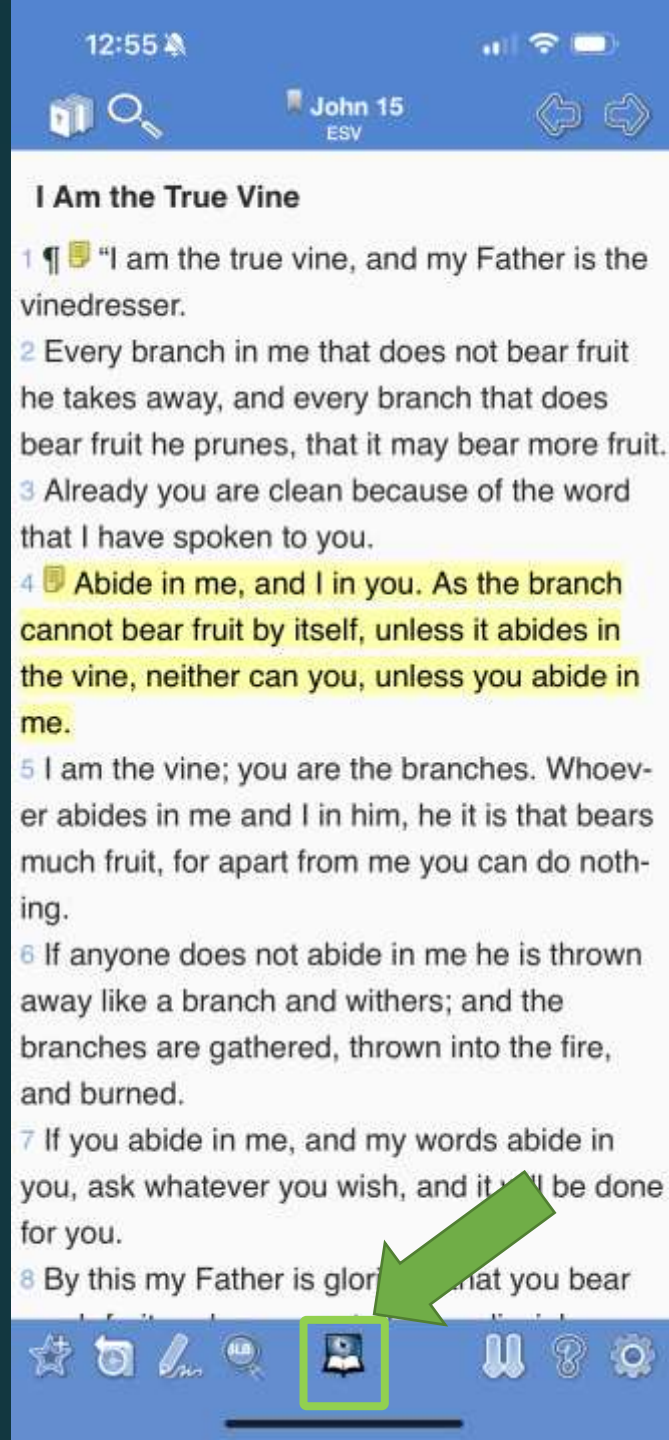 12:55
John 15
ESV
I Am the True Vine
1 ¶ “I am the true vine, and my Father is the
vinedresser.
2 Every branch in me that does not bear fruit
he takes away, and every branch that does
bear fruit he prunes, that it may bear more fruit.
3 Already you are clean because of the word
that I have spoken to you.
4 Abide in me, and I in you. As the branch
cannot bear fruit by itself, unless it abides in
the vine, neither can you, unless you abide in
me.
5 I am the vine; you are the branches. Whoev-
er abides in me and I in him, he it is that bears
much fruit, for apart from me you can do noth-
ing.
6 If anyone does not abide in me he is thrown
away like a branch and withers; and the
branches are gathered, thrown into the fire,
and burned.
7 If you abide in me, and my words abide in
you, ask whatever you wish, and it will be done
for you.
8 By this my Father is that you bear
BLB